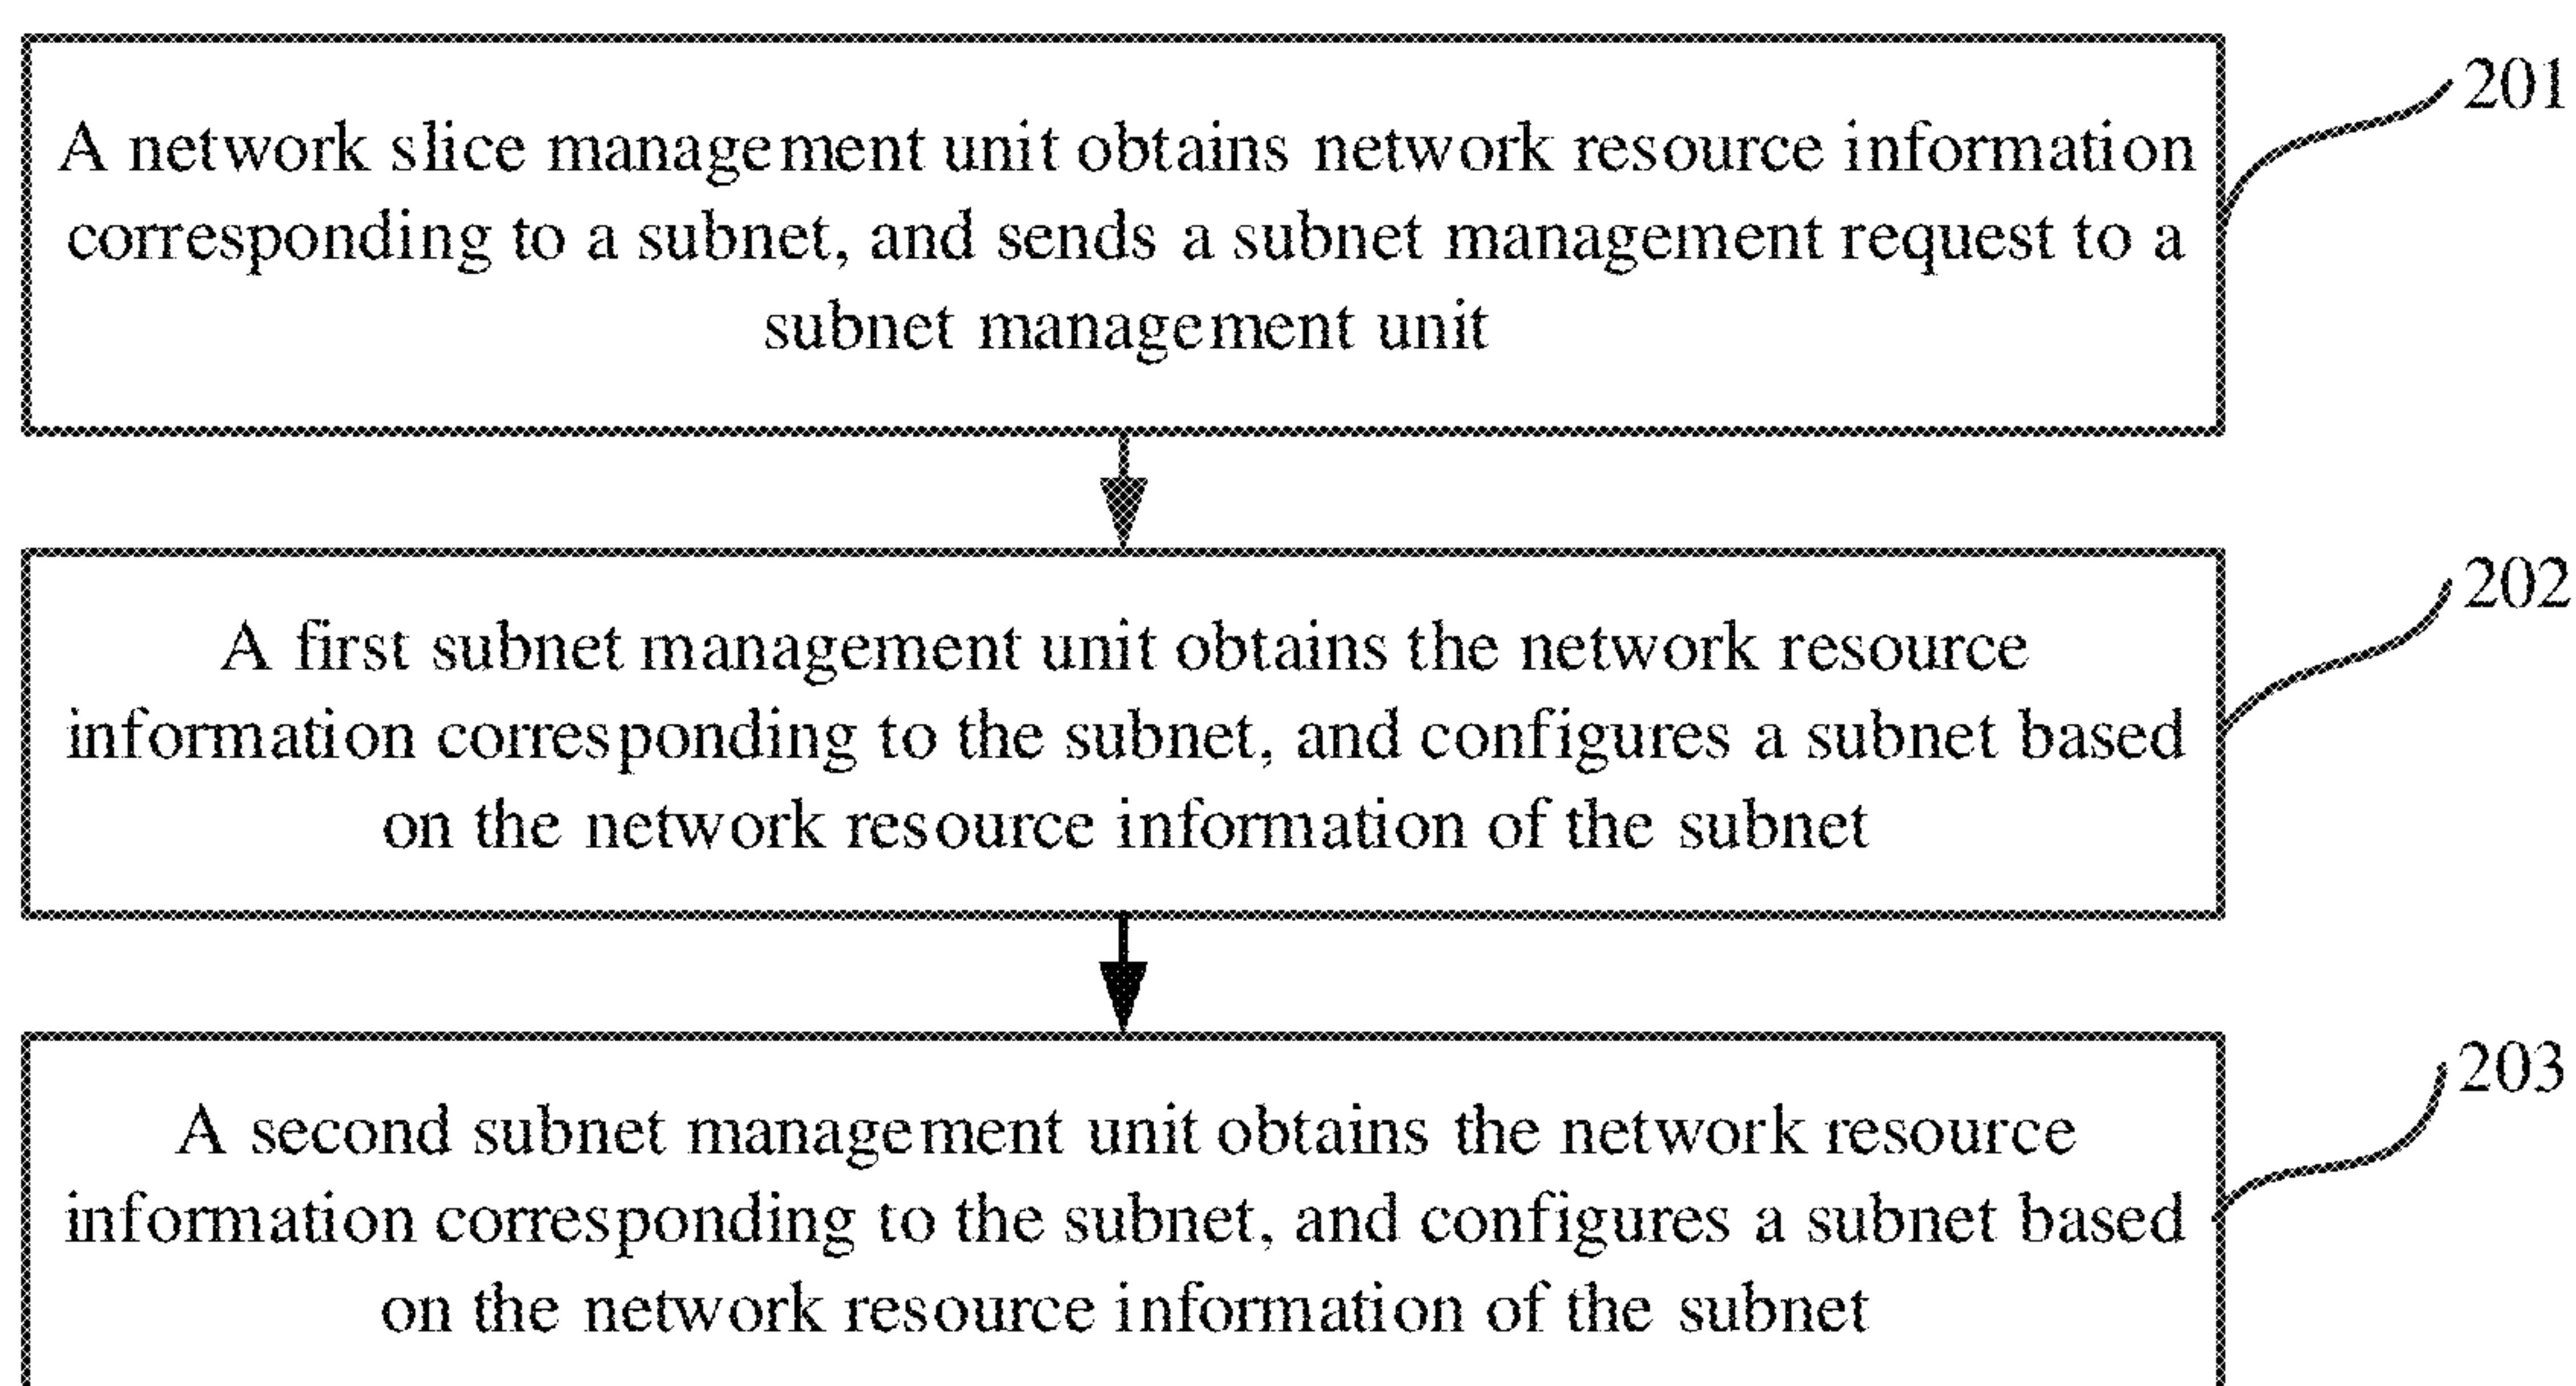 201
A network slice management unit obtains network resource information
corresponding to a subnet, and sends a subnet management request to a
subnet management unit
202
A first subnet management unit obtains the network resource
information corresponding to the subnet, and configures a subnet based
on the network resource information of the subnet
203
A second subnet management unit obtains the network resource
information corresponding to the subnet, and configures a subnet based
on the network resource information of the subnet